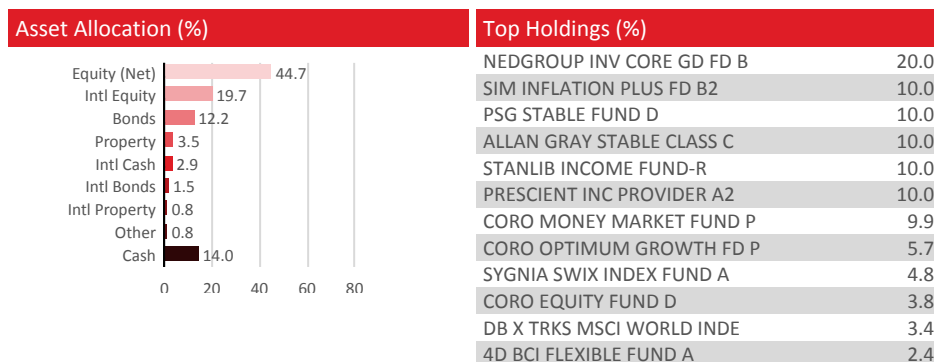 Asset Allocation (%)
Equity (Net) 44.7
Intl Equity 19.7
Bonds 12.2
Property 3.5
Intl Cash 2.9
Intl Bonds 1.5
Intl Property 0.8
Other 0.8
Cash 14.0
0 20 40 60 80
Top Holdings (%)
NEDGROUP INV CORE GD FD B 20.0
SIM INFLATION PLUS FD B2 10.0
PSG STABLE FUND D 10.0
ALLAN GRAY STABLE CLASS C 10.0
STANLIB INCOME FUND-R 10.0
PRESCIENT INC PROVIDER A2 10.0
CORO MONEY MARKET FUND P 9.9
CORO OPTIMUM GROWTH FD P 5.7
SYGNIA SWIX INDEX FUND A 4.8
CORO EQUITY FUND D 3.8
DB X TRKS MSCI WORLD INDE 3.4
4D BCI FLEXIBLE FUND A 2.4